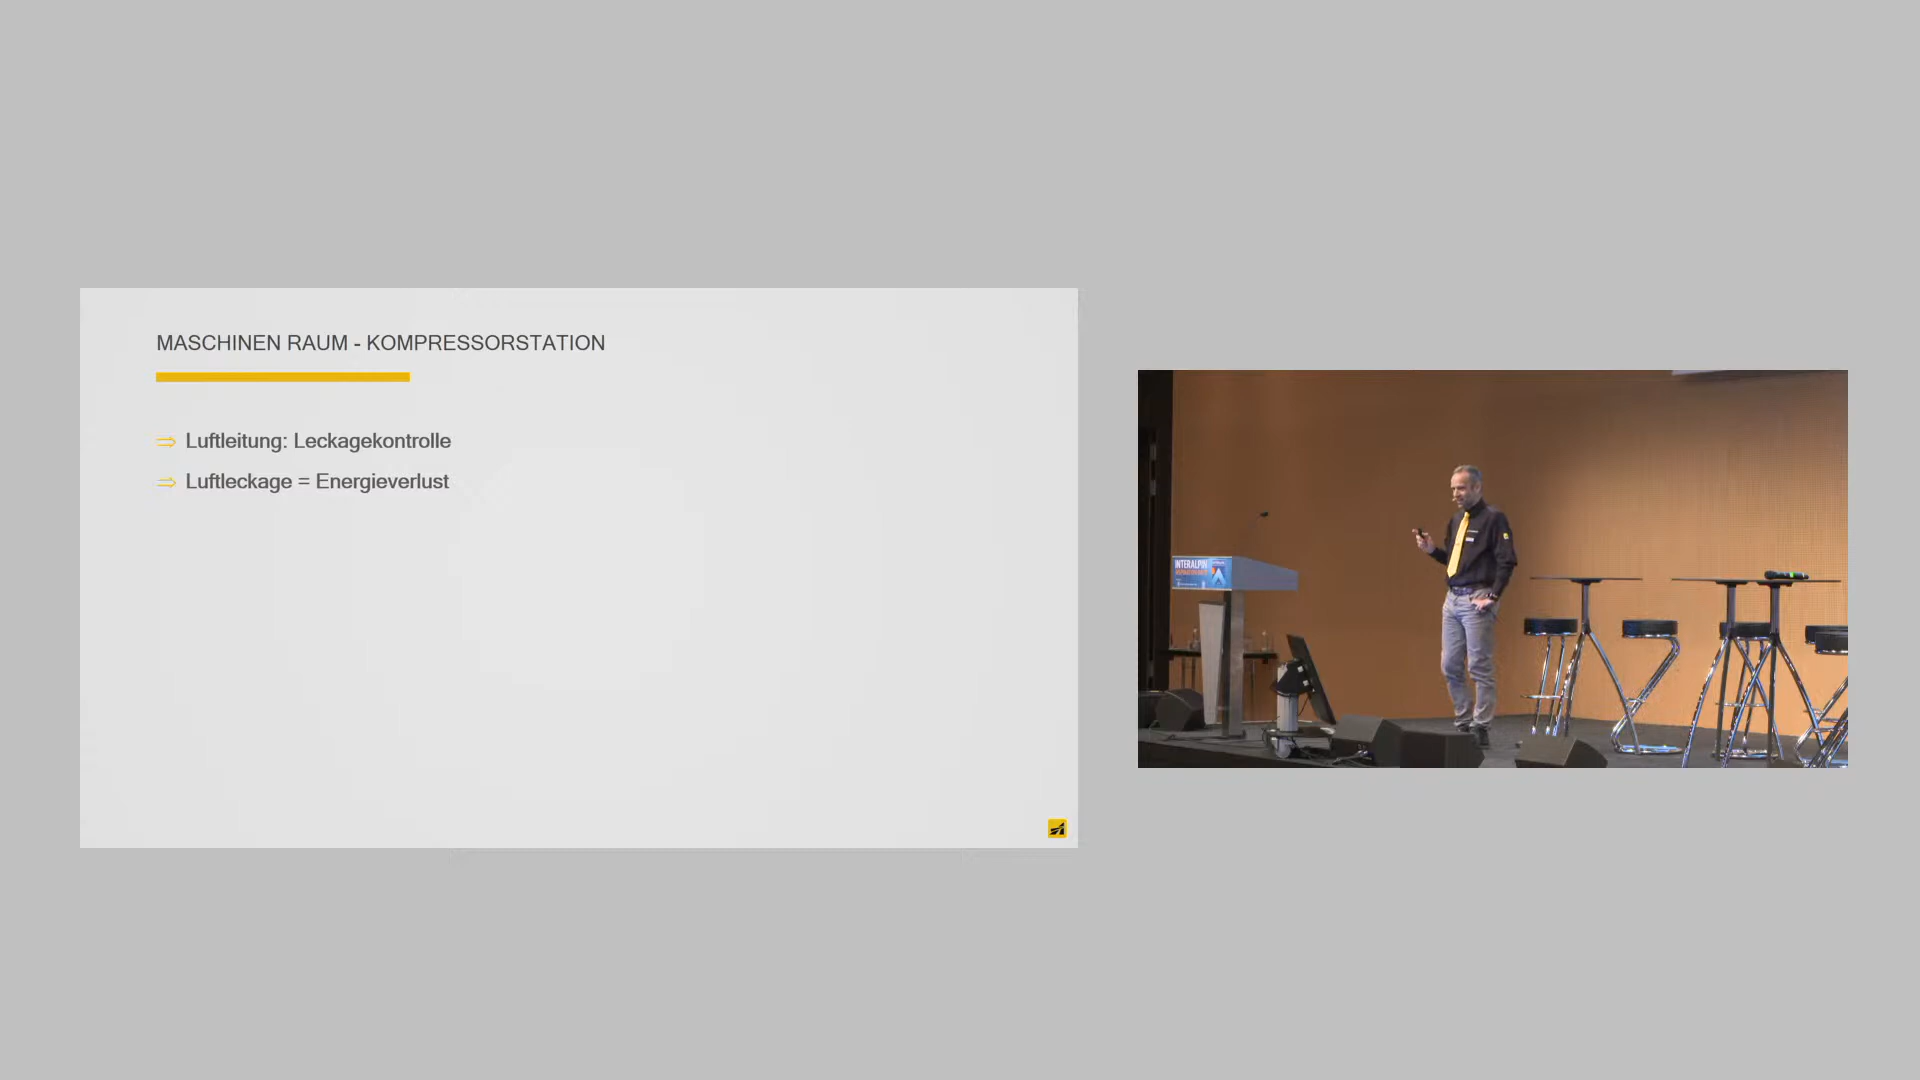 MASCHINEN RAUM - KOMPRESSORSTATION
⇒ Luftleitung: Leckagekontrolle
⇒ Luftleckage = Energieverlust
INTERALPIN